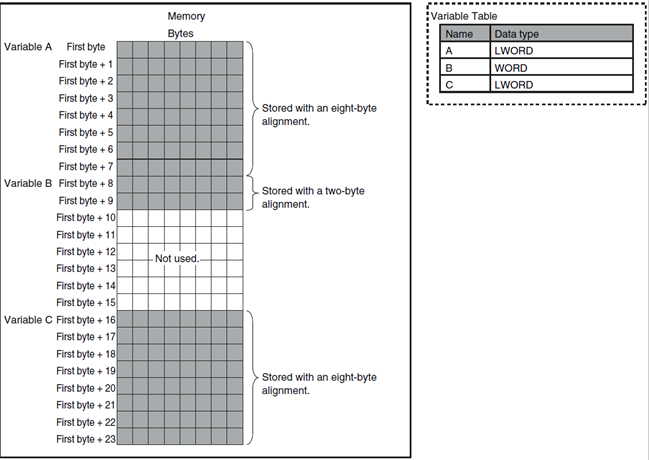 Memory
Bytes
Variable A First byte
First byte + 1
First byte + 2
First byte + 3
First byte + 4
First byte + 5
First byte + 6
First byte + 7
Stored with an eight-byte
alignment.
Variable B First byte + 8
First byte + 9
Stored with a two-byte
alignment.
First byte + 10
First byte + 11
First byte + 12
First byte + 13
First byte + 14
First byte + 15
Not used.
Variable C First byte + 16
First byte + 17
First byte + 18
First byte + 19
First byte + 20
First byte + 21
First byte + 22
First byte + 23
Stored with an eight-byte
alignment.
Variable Table
Name Data type
A LWORD
B WORD
C LWORD